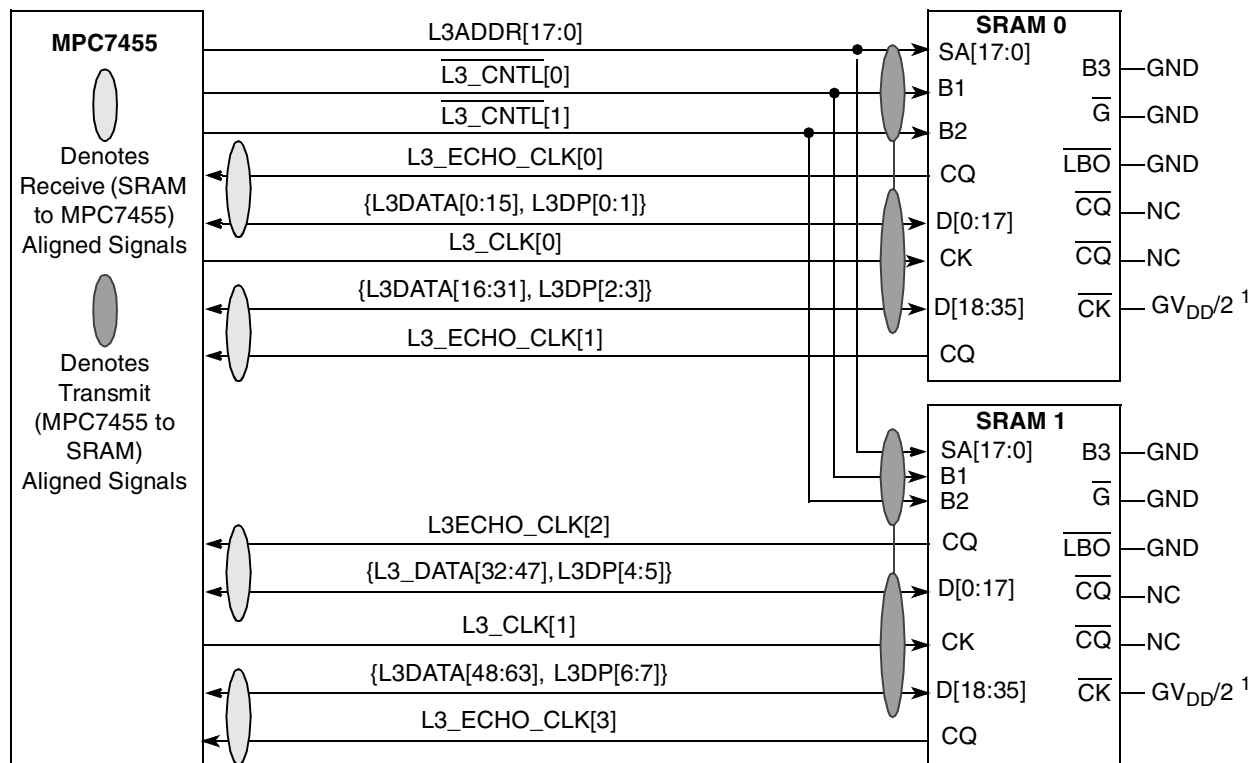 MPC7455
Denotes
Receive (SRAM
to MPC7455)
Aligned Signals
Denotes
Transmit
(MPC7455 to
SRAM)
Aligned Signals
L3ADDR[17:0]
L3_CNTL[0]
L3_CNTL[1]
L3_ECHO_CLK[0]
{L3DATA[0:15], L3DP[0:1]}
L3_CLK[0]
{L3DATA[16:31], L3DP[2:3]}
L3_ECHO_CLK[1]
L3ECHO_CLK[2]
{L3_DATA[32:47], L3DP[4:5]}
L3_CLK[1]
{L3DATA[48:63], L3DP[6:7]}
L3_ECHO_CLK[3]
SRAM 0
SA[17:0]
B1
B2
CQ
D[0:17]
CK
D[18:35]
CQ
B3 GND
G GND
LBO GND
CQ NC
CQ NC
CK GVDD/2 1
SRAM 1
SA[17:0]
B1
B2
CQ
D[0:17]
CK
D[18:35]
CQ
B3 GND
G GND
LBO GND
CQ NC
CQ NC
CK GVDD/2 1